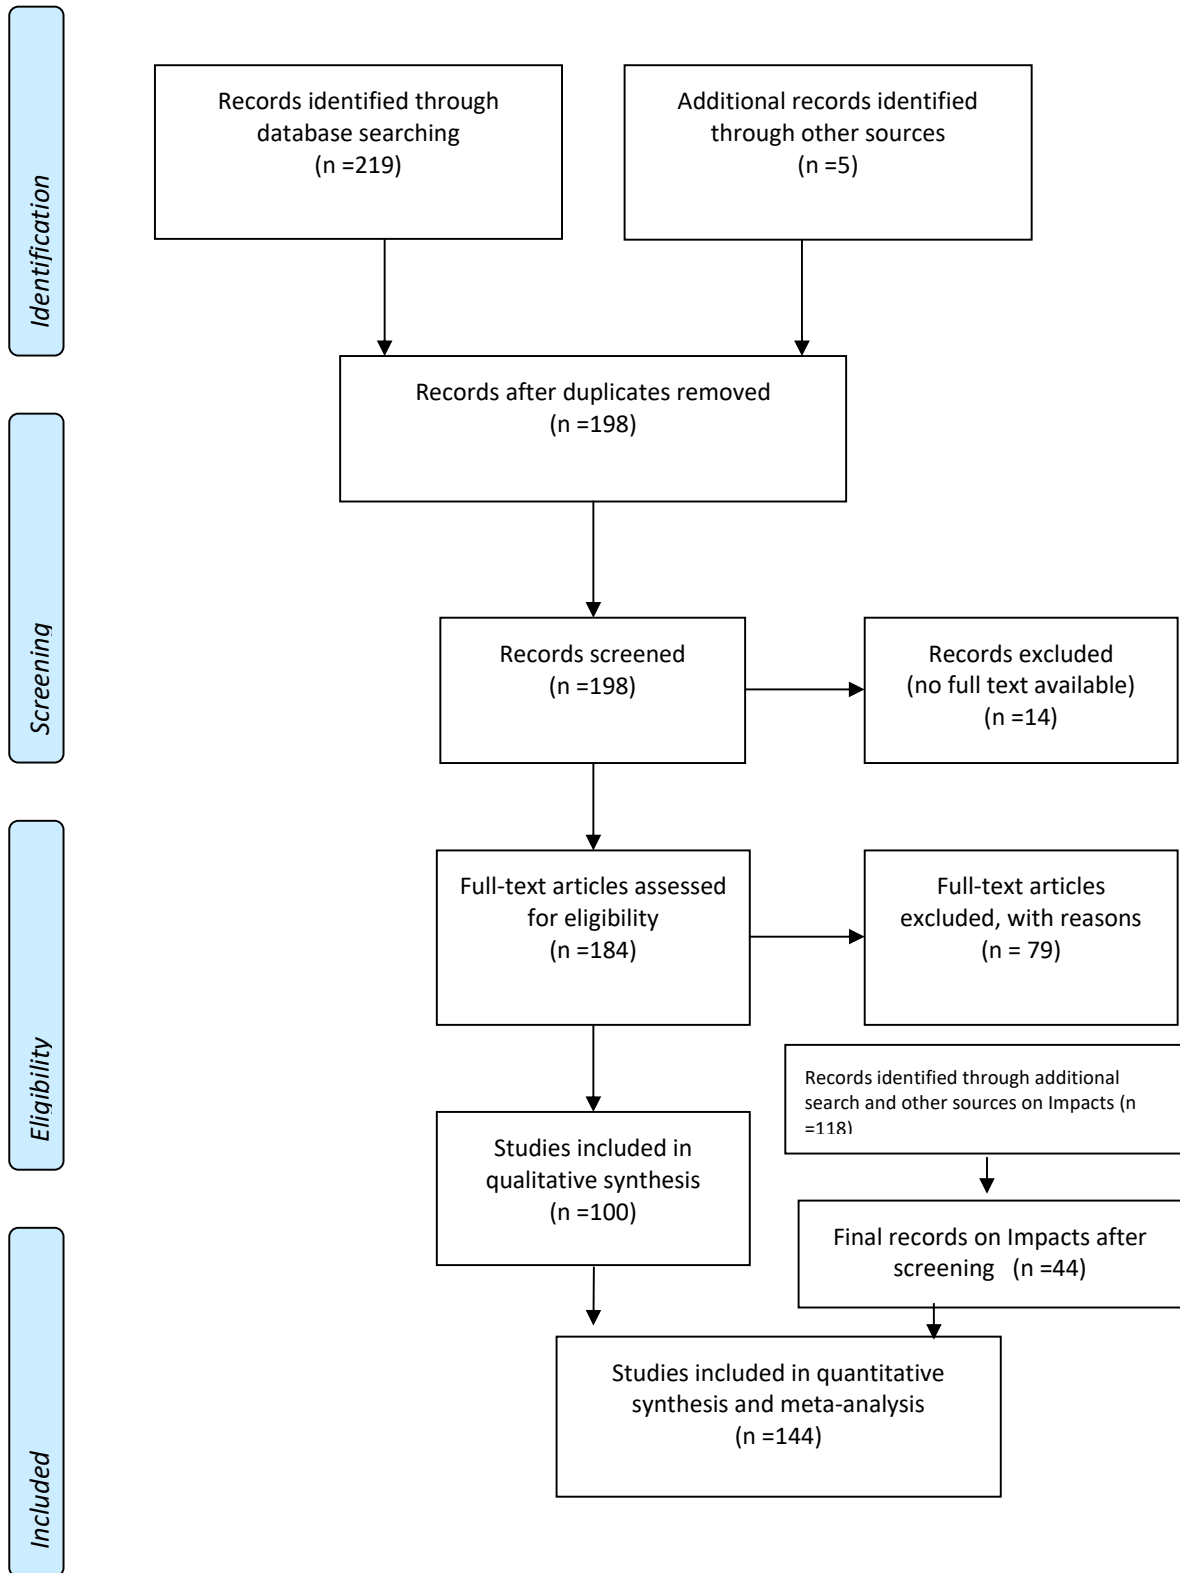 Identification
Records identified through
database searching
(n =219)
Additional records identified
through other sources
(n =5)
Records after duplicates removed
(n =198)
Screening
Records screened
(n =198)
Records excluded
(no full text available)
(n =14)
Eligibility
Full-text articles assessed
for eligibility
(n =184)
Full-text articles
excluded, with reasons
(n = 79)
Records identified through additional
search and other sources on Impacts (n
=118)
Studies included in
qualitative synthesis
(n =100)
Final records on Impacts after
screening (n =44)
Included
Studies included in quantitative
synthesis and meta-analysis
(n =144)